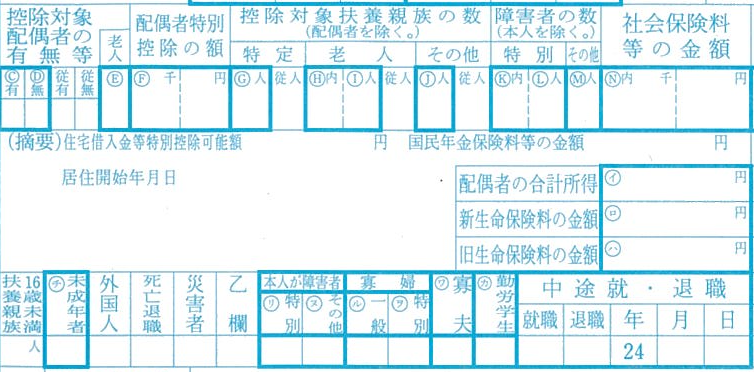 控除対象配偶者の有無等
老人
配偶者特別控除の額
控除対象扶養親族の数
(配偶者を除く。)
障害者の数
(本人を除く。)
社会保険料等の金額
特定 老人 その他 特別 その他
Ⓒ有 Ⓓ無 従有 従無 Ⓔ Ⓕ 千 円 Ⓖ人 従人 Ⓗ内 Ⓘ人 従人 Ⓙ人 従人 Ⓚ内 Ⓛ人 Ⓜ人 Ⓝ内 千 円
(摘要)住宅借入金等特別控除可能額 円 国民年金保険料等の金額 円
居住開始年月日
配偶者の合計所得 ㋑ 円
新生命保険料の金額 ㋺ 円
旧生命保険料の金額 ㋩ 円
16歳未満扶養親族
㋠未成年者
外国人
死亡退職
災害者
乙欄
本人が障害者
㋷特別
㋦その他
寡婦
㋸一般
㋾特別
㋻寡夫
㋕勤労学生
中途就・退職
就職 退職 年 月 日
人 24